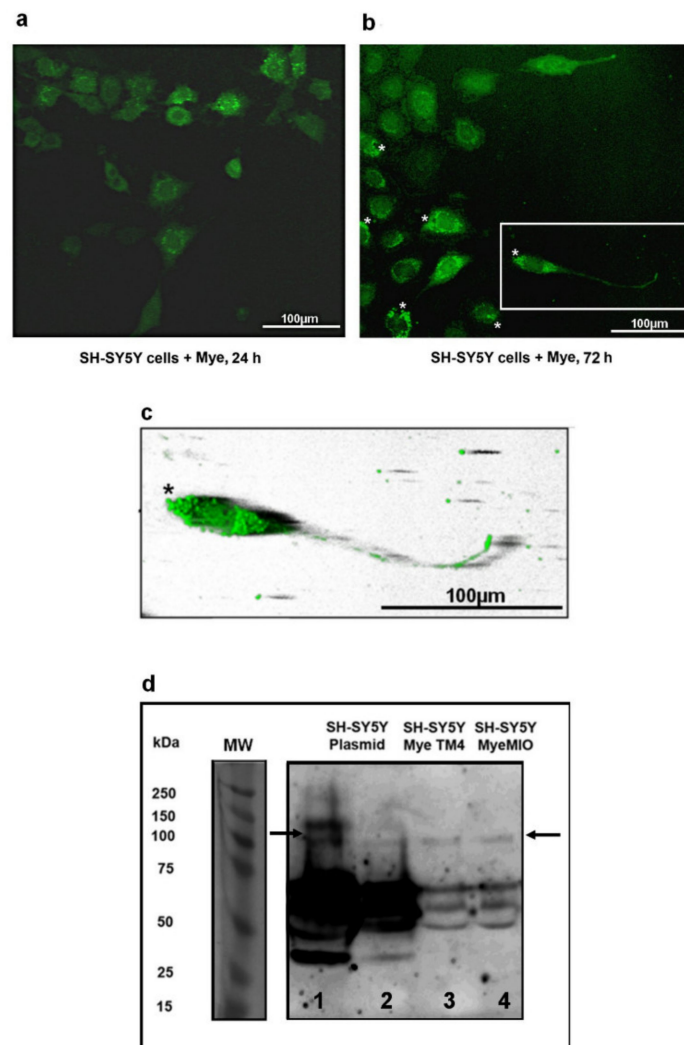 a
b
100μm
*
*
*
*
*
*
100μm
SH-SY5Y cells + Mye, 24 h
SH-SY5Y cells + Mye, 72 h
c
*
100μm
d
kDa
MW
SH-SY5Y
Plasmid
SH-SY5Y
Mye TM4
SH-SY5Y
MyeMIO
250
150
100
75
50
25
15
1 2 3 4